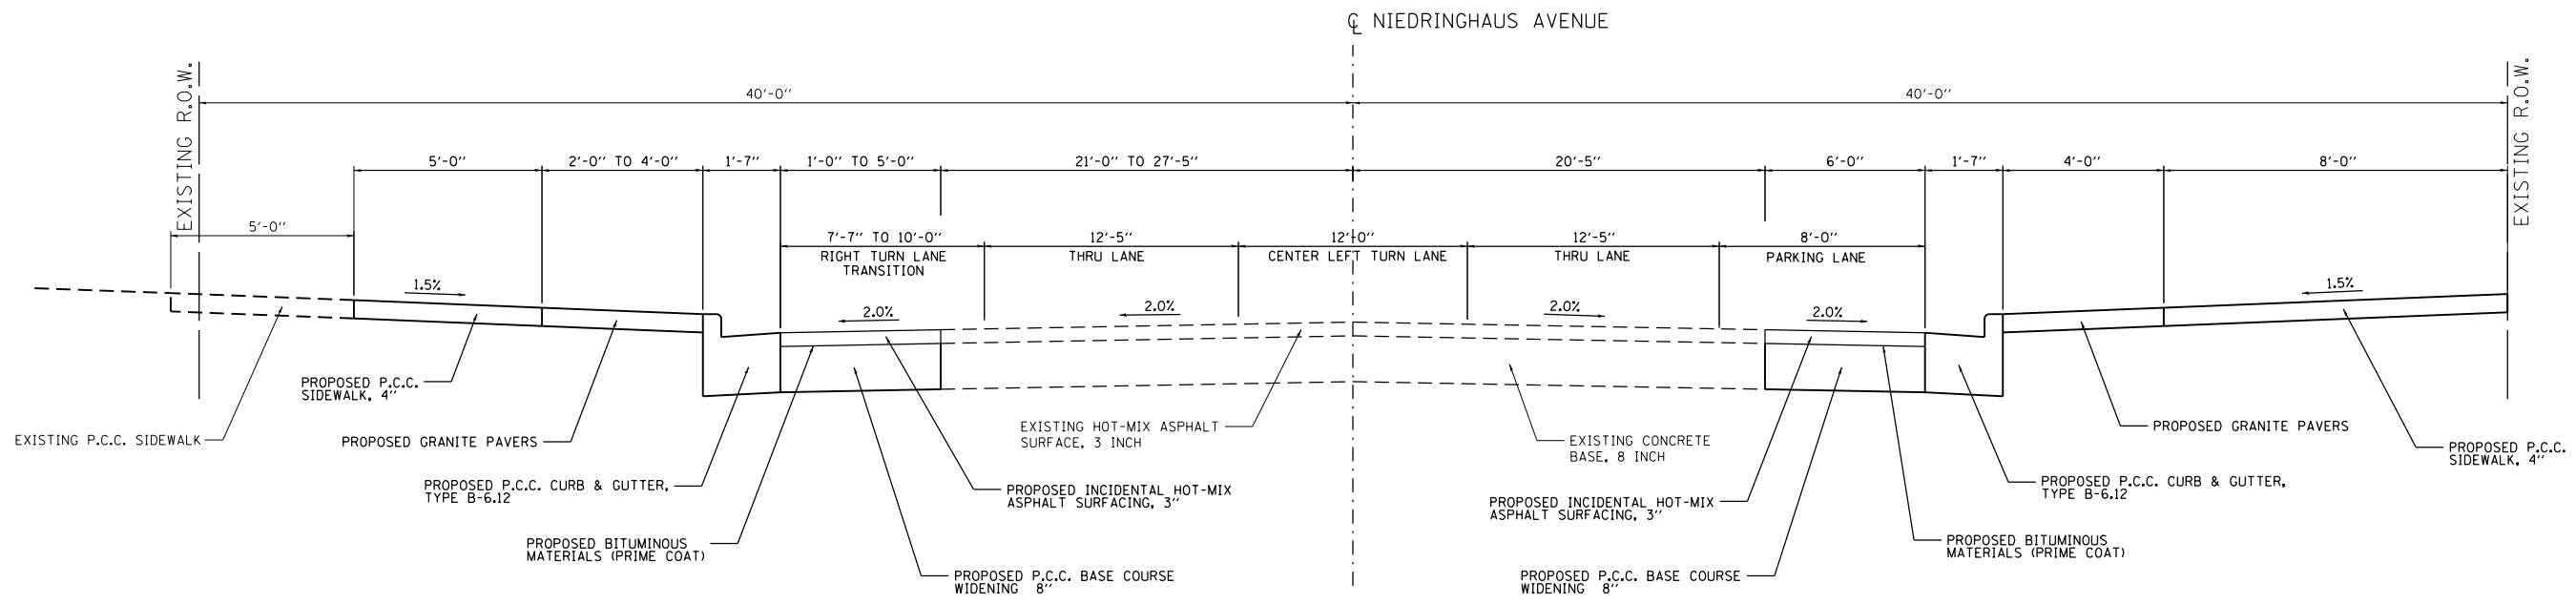 ℄ NIEDRINGHAUS AVENUE
EXISTING R.O.W.
40'-0"
40'-0"
EXISTING R.O.W.
5'-0"
2'-0" TO 4'-0"
1'-7"
1'-0" TO 5'-0"
21'-0" TO 27'-5"
20'-5"
6'-0"
1'-7"
4'-0"
8'-0"
5'-0"
7'-7" TO 10'-0"
RIGHT TURN LANE
TRANSITION
12'-5"
THRU LANE
12'-0"
CENTER LEFT TURN LANE
12'-5"
THRU LANE
8'-0"
PARKING LANE
1.5%
2.0%
2.0%
2.0%
2.0%
1.5%
PROPOSED P.C.C.
SIDEWALK, 4"
EXISTING P.C.C. SIDEWALK
PROPOSED GRANITE PAVERS
PROPOSED P.C.C. CURB & GUTTER,
TYPE B-6.12
PROPOSED BITUMINOUS
MATERIALS (PRIME COAT)
PROPOSED P.C.C. BASE COURSE
WIDENING 8"
PROPOSED INCIDENTAL HOT-MIX
ASPHALT SURFACING, 3"
EXISTING HOT-MIX ASPHALT
SURFACE, 3 INCH
EXISTING CONCRETE
BASE, 8 INCH
PROPOSED INCIDENTAL HOT-MIX
ASPHALT SURFACING, 3"
PROPOSED P.C.C. BASE COURSE
WIDENING 8"
PROPOSED BITUMINOUS
MATERIALS (PRIME COAT)
PROPOSED P.C.C. CURB & GUTTER,
TYPE B-6.12
PROPOSED GRANITE PAVERS
PROPOSED P.C.C.
SIDEWALK, 4"